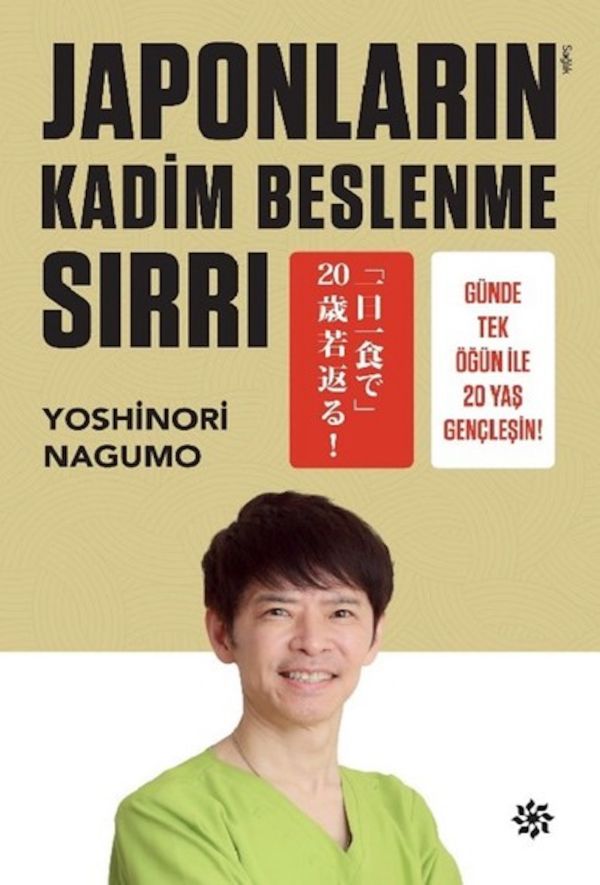 JAPONLARIN
KADİM BESLENME
SIRRI
Sağlık
「一日一食で」
20歳若返る！
GÜNDE
TEK
ÖĞÜN İLE
20 YAŞ
GENÇLEŞİN!
YOSHİNORİ
NAGUMO